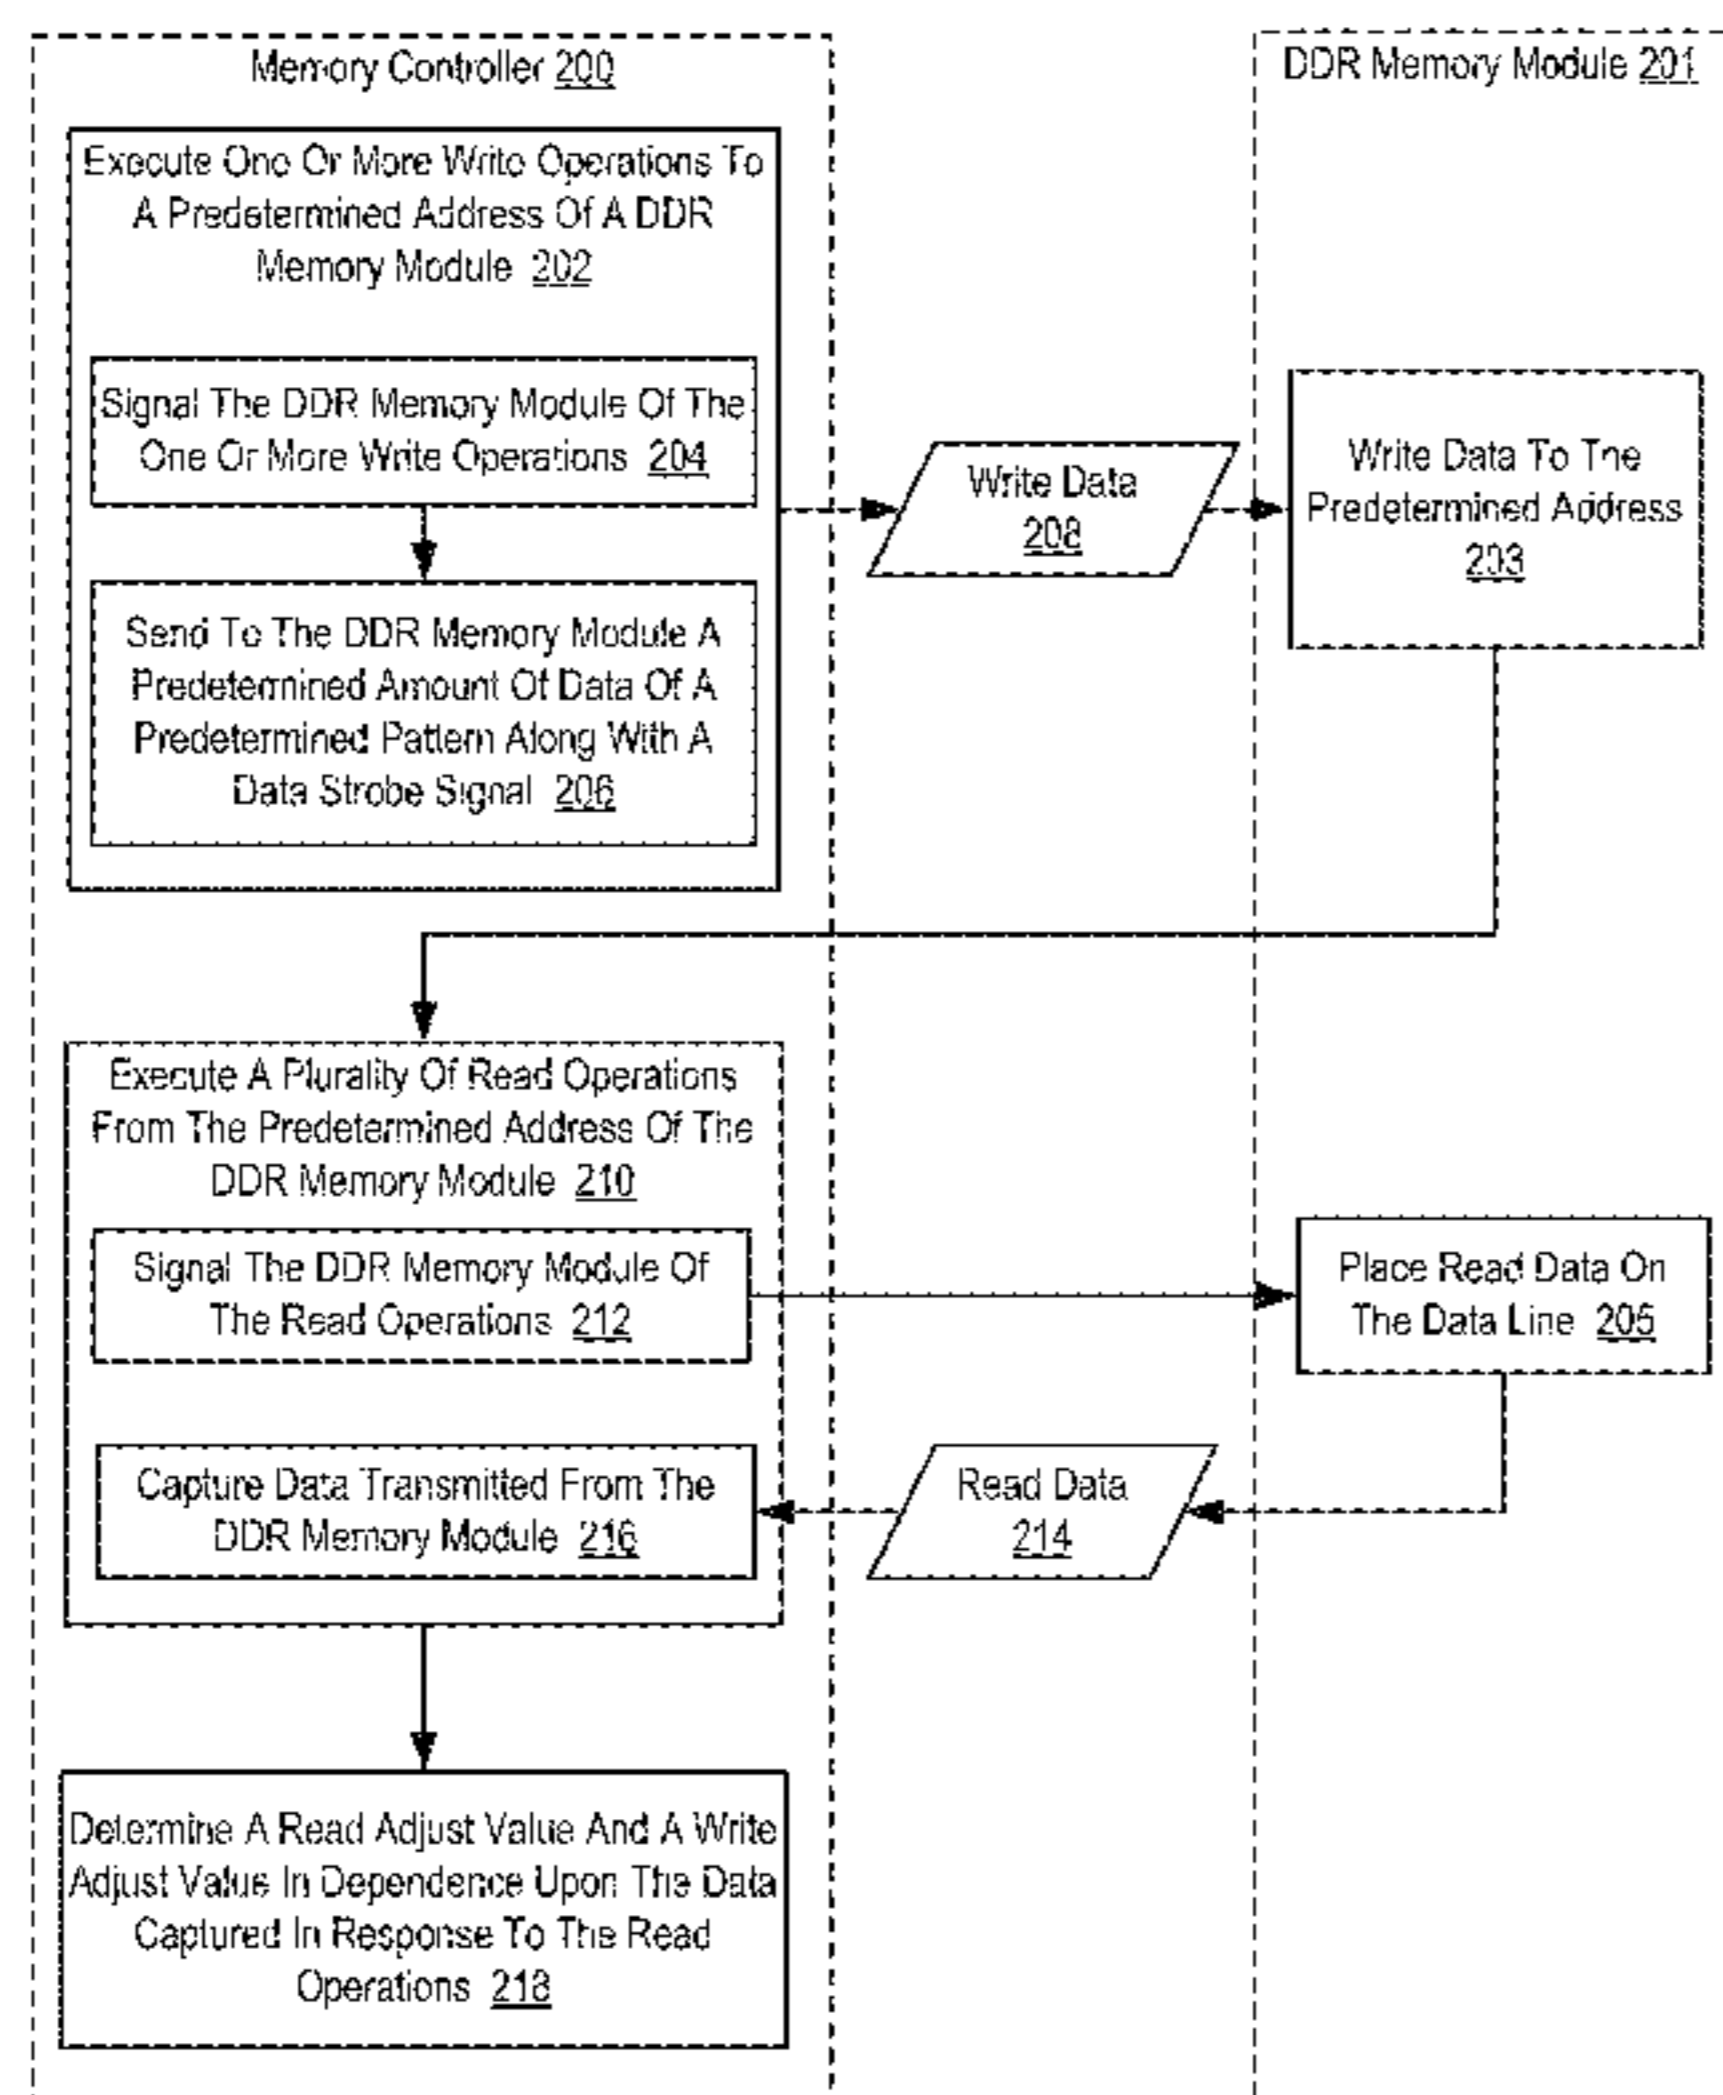 Memory Controller 200
DDR Memory Module 201
Execute One Or More Write Operations To
A Predetermined Address Of A DDR
Memory Module 202
Signal The DDR Memory Module Of The
One Or More Write Operations 204
Send To The DDR Memory Module A
Predetermined Amount Of Data Of A
Predetermined Pattern Along With A
Data Strobe Signal 206
Write Data
208
Write Data To The
Predetermined Address
203
Execute A Plurality Of Read Operations
From The Predetermined Address Of The
DDR Memory Module 210
Signal The DDR Memory Module Of
The Read Operations 212
Place Read Data On
The Data Line 205
Capture Data Transmitted From The
DDR Memory Module 216
Read Data
214
Determine A Read Adjust Value And A Write
Adjust Value In Dependence Upon The Data
Captured In Response To The Read
Operations 218